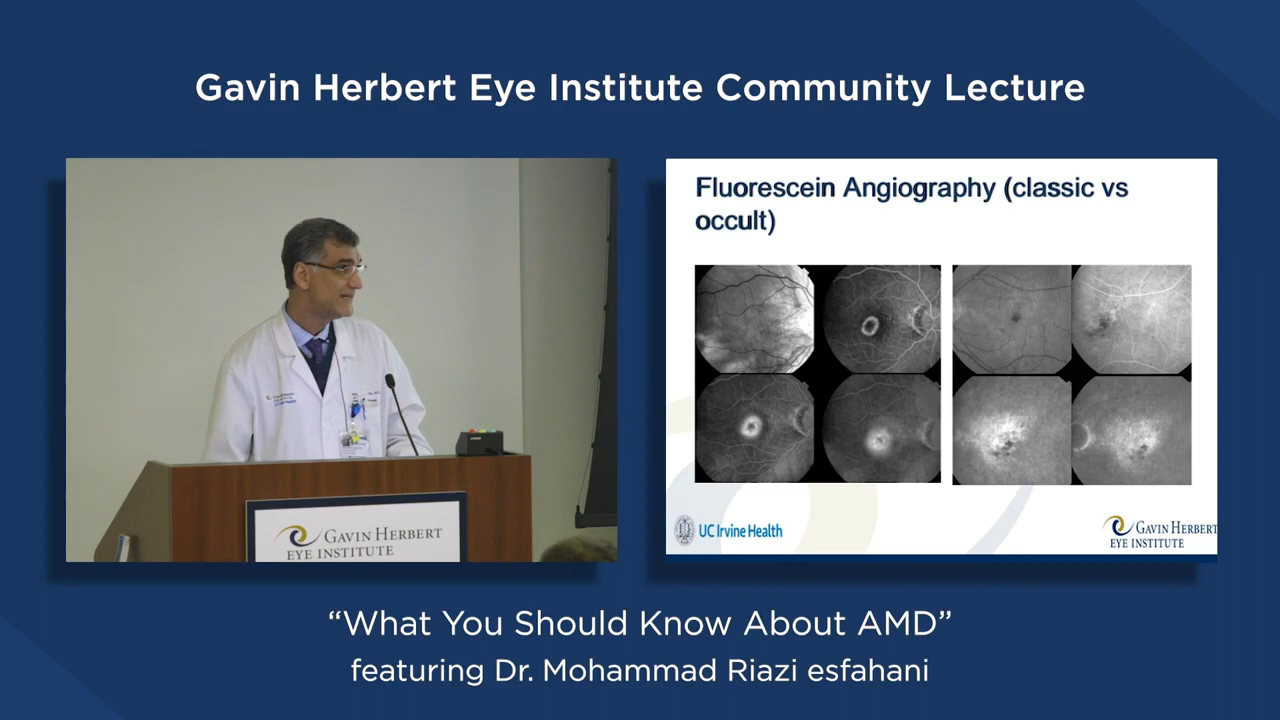 Gavin Herbert Eye Institute Community Lecture
Fluorescein Angiography (classic vs
occult)
GAVIN HERBERT
EYE INSTITUTE
UC Irvine Health
GAVIN HERBERT
EYE INSTITUTE
“What You Should Know About AMD”
featuring Dr. Mohammad Riazi esfahani